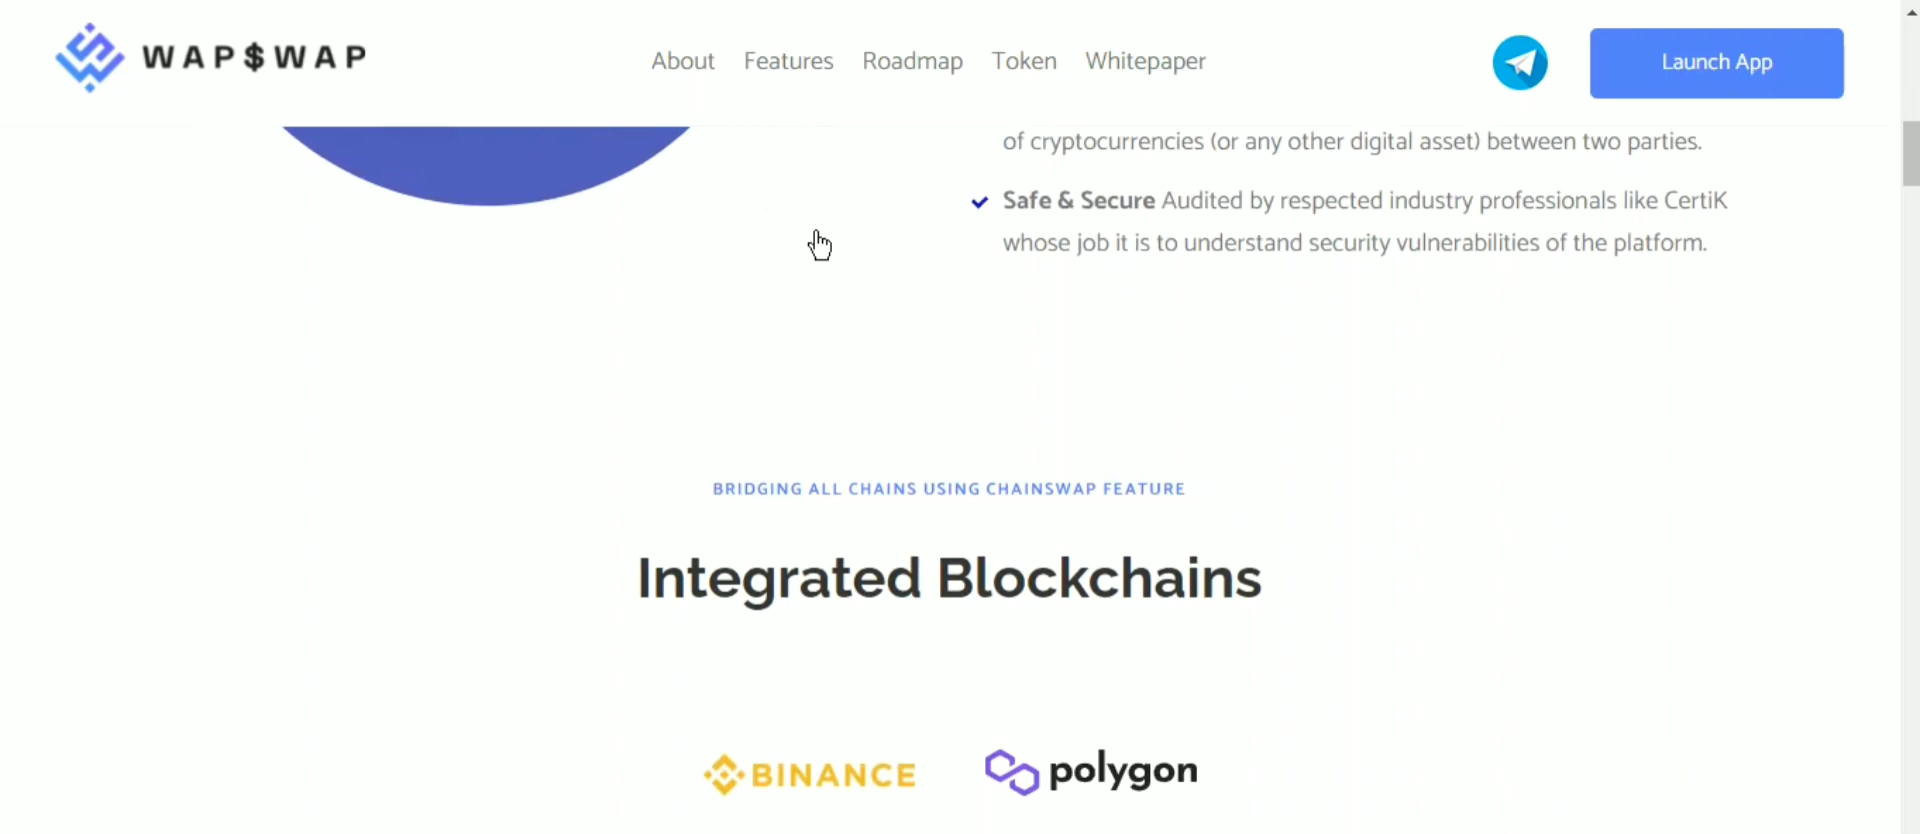 WAP$WAP
About Features Roadmap Token Whitepaper
Launch App
of cryptocurrencies (or any other digital asset) between two parties.
Safe & Secure Audited by respected industry professionals like CertiK
whose job it is to understand security vulnerabilities of the platform.
BRIDGING ALL CHAINS USING CHAINSWAP FEATURE
Integrated Blockchains
BINANCE polygon